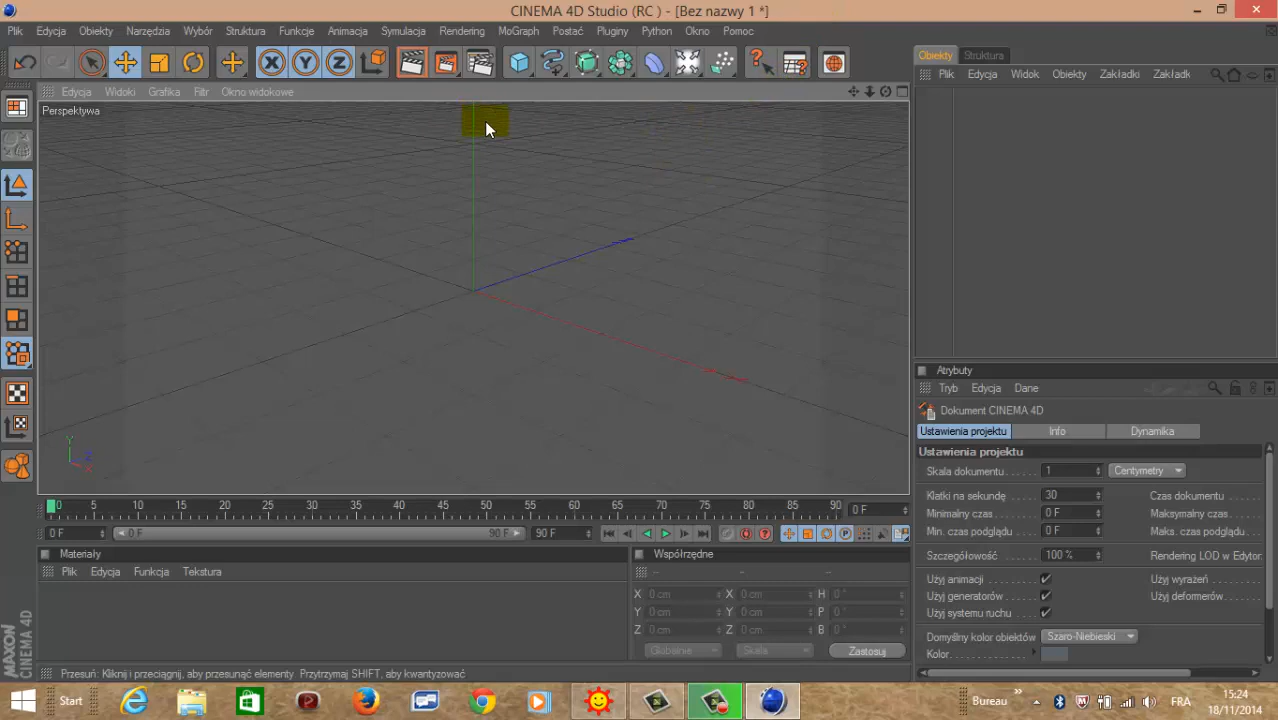 CINEMA 4D Studio (RC ) - [Bez nazwy 1 *]
Plik Edycja Obiekty Narzędzia Wybór Struktura Funkcje Animacja Symulacja Rendering MoGraph Postać Pluginy Python Okno Pomoc
X Y Z
Obiekty Struktura
Plik Edycja Widok Obiekty Zakładki Zakładk
Edycja Widoki Grafika Filtr Okno widokowe
Perspektywa
Y Z X
Atrybuty
Tryb Edycja Dane
Dokument CINEMA 4D
Ustawienia projektu Info Dynamika
Ustawienia projektu
Skala dokumentu 1 Centymetry
Klatki na sekundę 30 Czas dokumentu
Minimalny czas 0 F Maksymalny czas
Min. czas podglądu 0 F Maks. czas podglądu
Szczegółowość 100 % Rendering LOD w Edytor
Użyj animacji Użyj wyrażeń
Użyj generatorów Użyj deformerów
Użyj systemu ruchu
Domyślny kolor obiektów Szaro-Niebieski
Kolor
0 5 10 15 20 25 30 35 40 45 50 55 60 65 70 75 80 85 90 0 F
0 F 0 F 90 F 90 F
Materiały
Plik Edycja Funkcja Tekstura
Współrzędne
-- -- --
X 0 cm X 0 cm H 0 °
Y 0 cm Y 0 cm P 0 °
Z 0 cm Z 0 cm B 0 °
Globalnie Skala Zastosuj
MAXON
CINEMA 4D
Przesuń: Kliknij i przeciągnij, aby przesunąć elementy. Przytrzymaj SHIFT, aby kwantyzować
Start
Bureau
FRA
15:24
18/11/2014